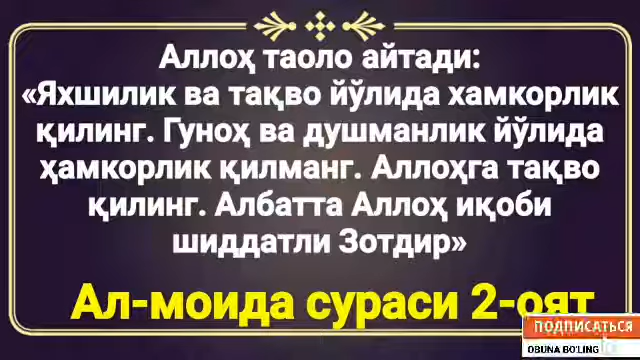 Аллоҳ таоло айтади:
«Яхшилик ва тақво йўлида хамкорлик
қилинг. Гуноҳ ва душманлик йўлида
ҳамкорлик қилманг. Аллоҳга тақво
қилинг. Албатта Аллоҳ иқоби
шиддатли Зотдир»
Ал-моида сураси 2-оят
ПОДПИСАТЬСЯ
OBUNA BO'LING